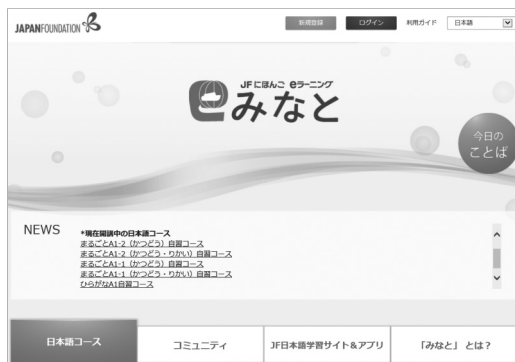 JAPANFOUNDATION
新規登録 ログイン 利用ガイド 日本語
JFにほんご eラーニング
みなと
今日の
ことば
NEWS
*現在開講中の日本語コース
まるごとA1-2（かつどう）自習コース
まるごとA1-2（かつどう・りかい）自習コース
まるごとA1-1（かつどう）自習コース
まるごとA1-1（かつどう・りかい）自習コース
ひらがなA1自習コース
日本語コース コミュニティ JF日本語学習サイト&アプリ 「みなと」とは？